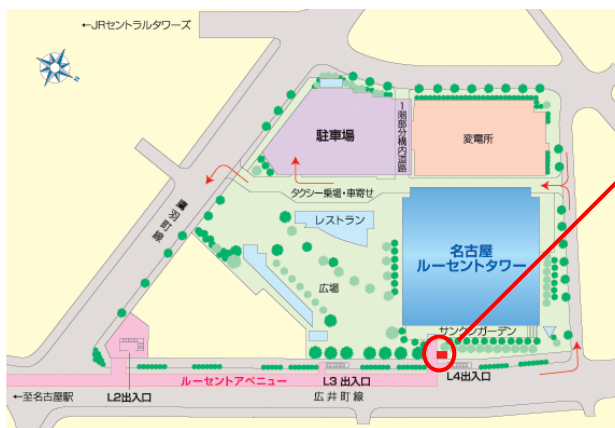 ←JRセントラルタワーズ
駐車場
1階部分構内道路
変電所
タクシー乗場・車寄せ
レストラン
名古屋
ルーセントタワー
広場
サンクンガーデン
ルーセントアベニュー
L3 出入口
L4出入口
L2出入口
←至名古屋駅
広井町線
羽町線